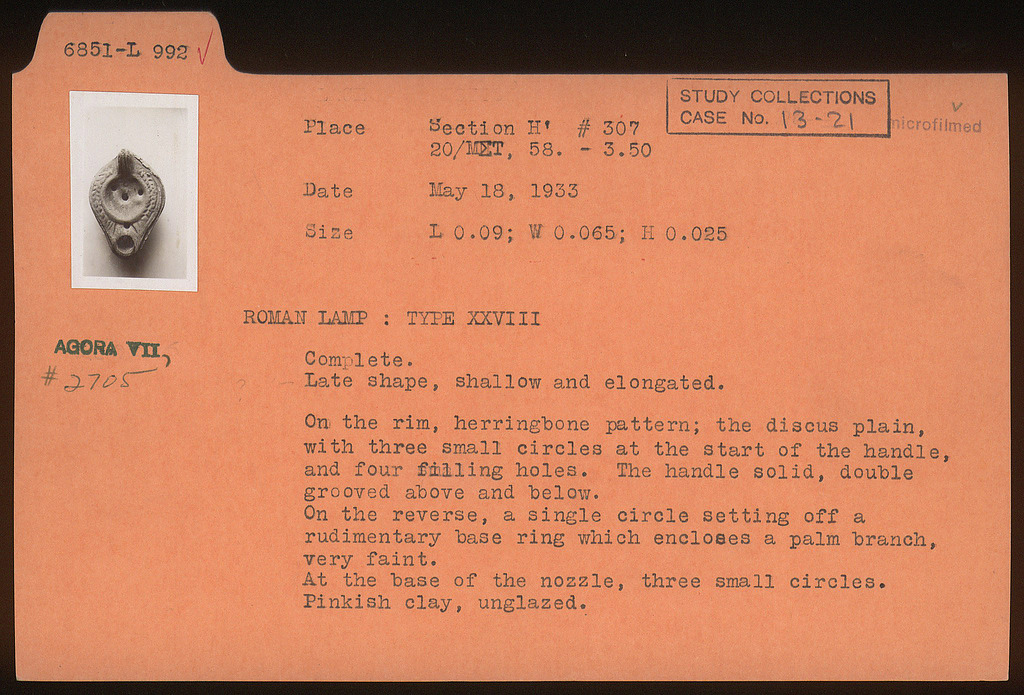 6851-L 992 ✓
STUDY COLLECTIONS
CASE No. 13-21
v
microfilmed
Place Section H' # 307
20/ΜΣΤ, 58. - 3.50
Date May 18, 1933
Size L 0.09; W 0.065; H 0.025
ROMAN LAMP : TYPE XXVIII
AGORA VII,
# 2705
Complete.
Late shape, shallow and elongated.
On the rim, herringbone pattern; the discus plain,
with three small circles at the start of the handle,
and four filling holes. The handle solid, double
grooved above and below.
On the reverse, a single circle setting off a
rudimentary base ring which encloses a palm branch,
very faint.
At the base of the nozzle, three small circles.
Pinkish clay, unglazed.